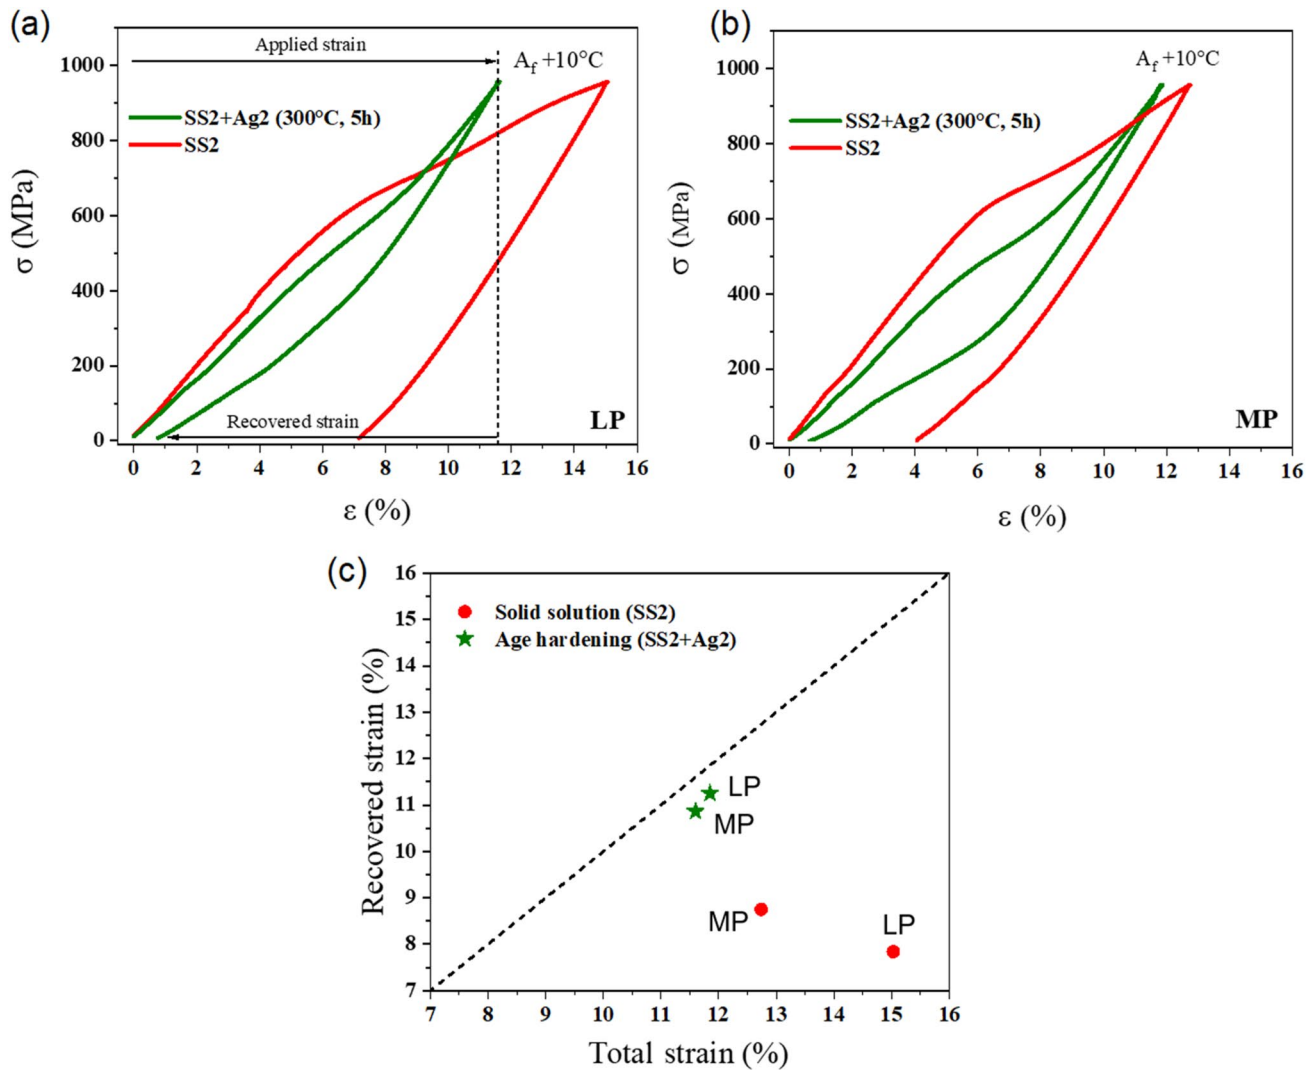 (a)
Applied strain
A_f +10°C
SS2+Ag2 (300°C, 5h)
SS2
Recovered strain
LP
1000
800
600
400
200
0
σ (MPa)
0 2 4 6 8 10 12 14 16
ε (%)
(b)
A_f +10°C
SS2+Ag2 (300°C, 5h)
SS2
MP
1000
800
600
400
200
0
σ (MPa)
0 2 4 6 8 10 12 14 16
ε (%)
(c)
Solid solution (SS2)
Age hardening (SS2+Ag2)
LP
MP
MP
LP
16
15
14
13
12
11
10
9
8
7
Recovered strain (%)
7 8 9 10 11 12 13 14 15 16
Total strain (%)